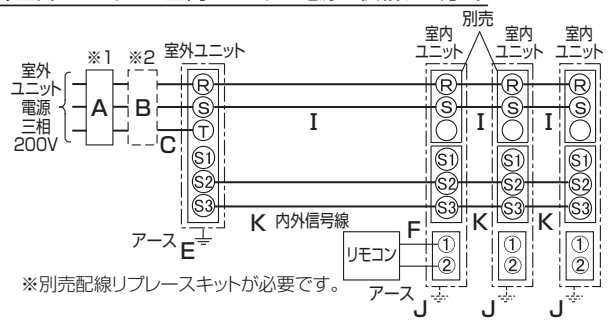 別売
※1 ※2 室外ユニット 室内ユニット 室内ユニット 室内ユニット
室外
ユニット
電源
三相
200V
A B C
R R R R
S S S S
T
I I I
S1 S1 S1 S1
S2 S2 S2 S2
S3 S3 S3 S3
K 内外信号線 K K
アース E
リモコン F
① ① ①
② ② ②
アース J J J
※別売配線リプレースキットが必要です。